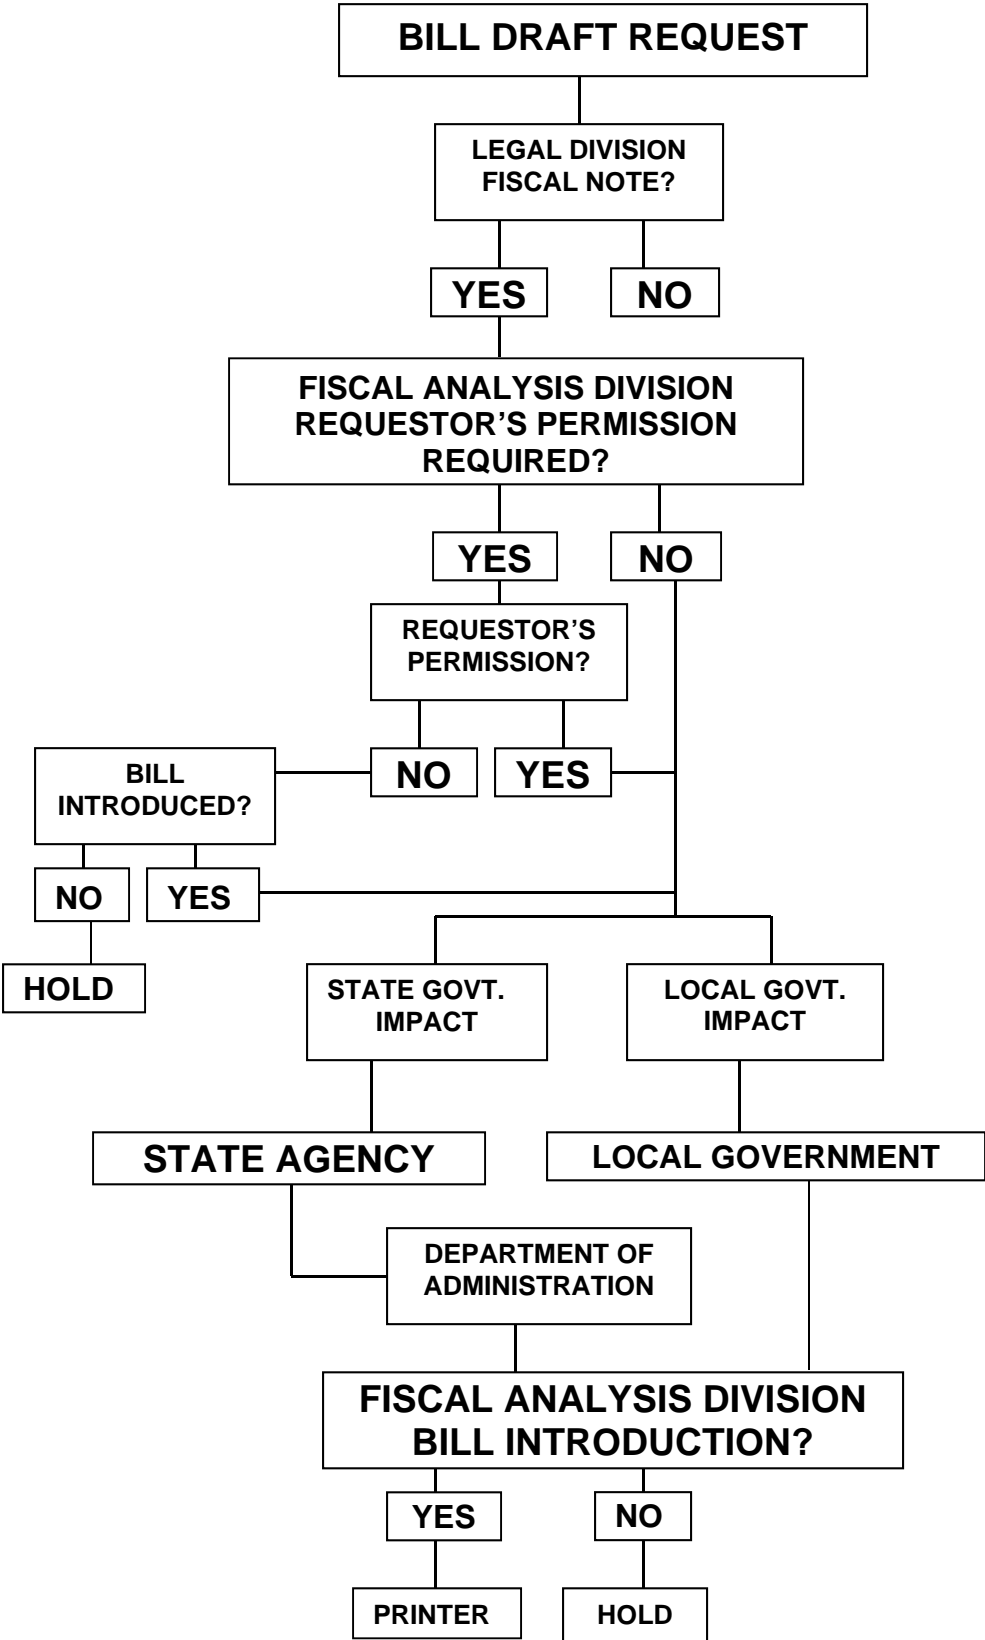 BILL DRAFT REQUEST
LEGAL DIVISION
FISCAL NOTE?
YES
NO
FISCAL ANALYSIS DIVISION
REQUESTOR’S PERMISSION
REQUIRED?
YES
NO
REQUESTOR’S
PERMISSION?
BILL
INTRODUCED?
NO
YES
NO
YES
HOLD
STATE GOVT.
IMPACT
LOCAL GOVT.
IMPACT
STATE AGENCY
LOCAL GOVERNMENT
DEPARTMENT OF
ADMINISTRATION
FISCAL ANALYSIS DIVISION
BILL INTRODUCTION?
YES
NO
PRINTER
HOLD